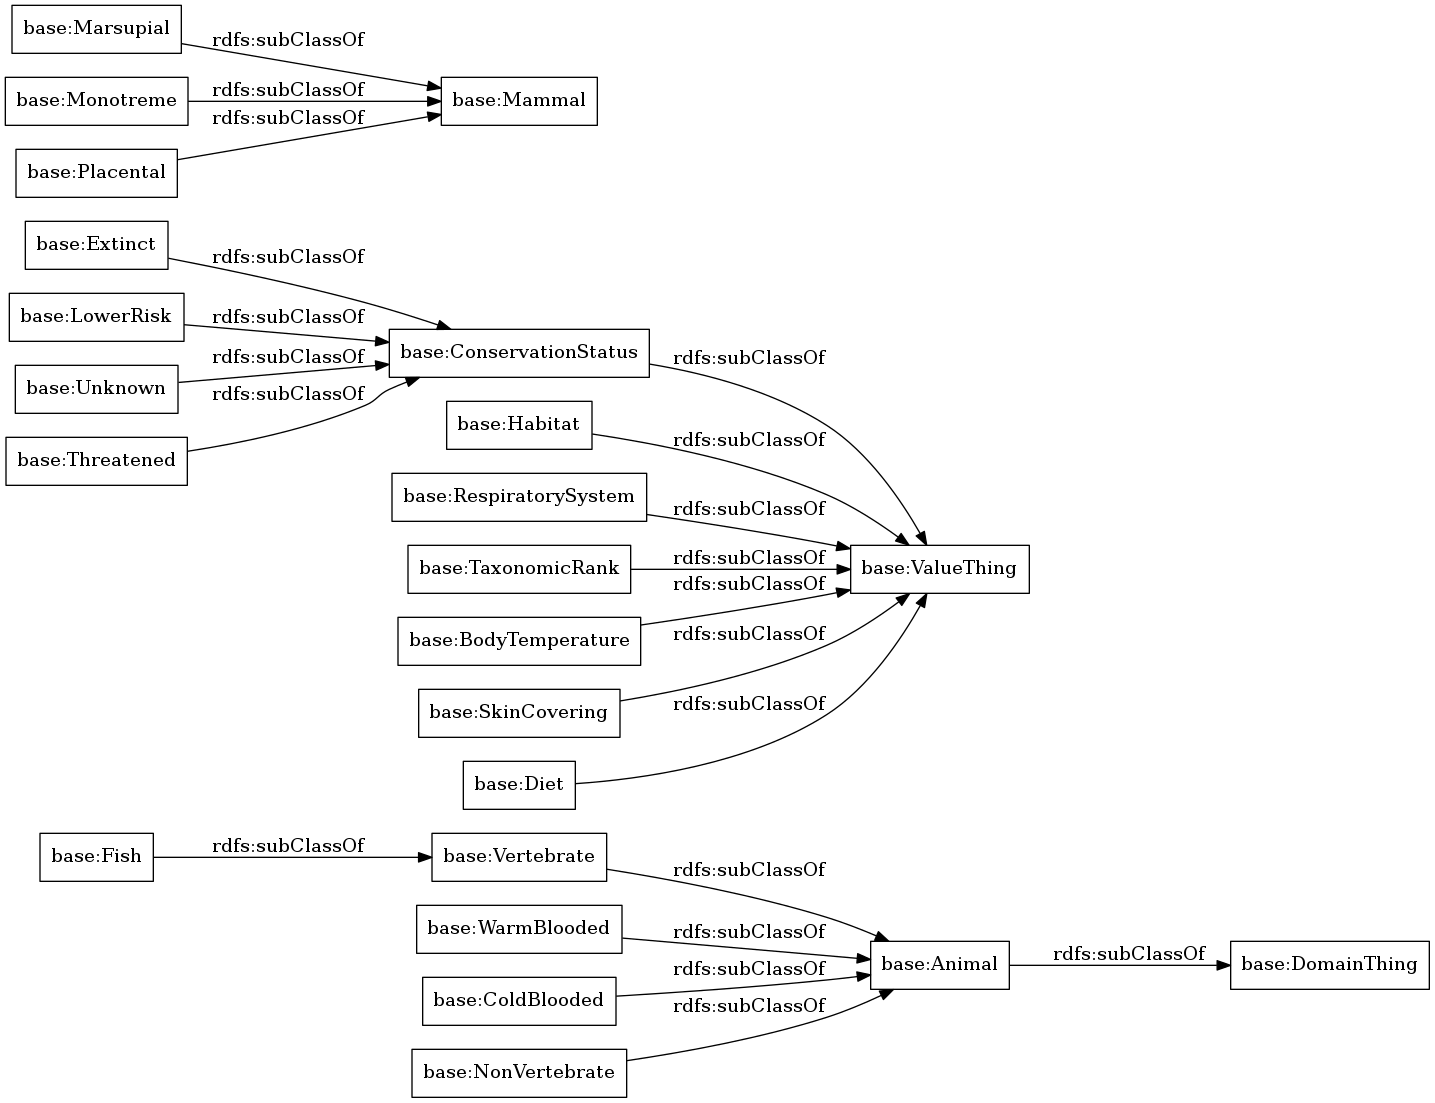 base:Marsupial
rdfs:subClassOf
base:Monotreme
rdfs:subClassOf
base:Mammal
rdfs:subClassOf
base:Placental
base:Extinct
rdfs:subClassOf
base:LowerRisk
rdfs:subClassOf
base:ConservationStatus
rdfs:subClassOf
base:Unknown
rdfs:subClassOf
rdfs:subClassOf
base:Threatened
base:Habitat
rdfs:subClassOf
base:RespiratorySystem
rdfs:subClassOf
base:TaxonomicRank
rdfs:subClassOf
base:ValueThing
rdfs:subClassOf
base:BodyTemperature
rdfs:subClassOf
base:SkinCovering
rdfs:subClassOf
base:Diet
base:Fish
rdfs:subClassOf
base:Vertebrate
rdfs:subClassOf
base:WarmBlooded
rdfs:subClassOf
base:Animal
rdfs:subClassOf
base:DomainThing
rdfs:subClassOf
base:ColdBlooded
rdfs:subClassOf
base:NonVertebrate